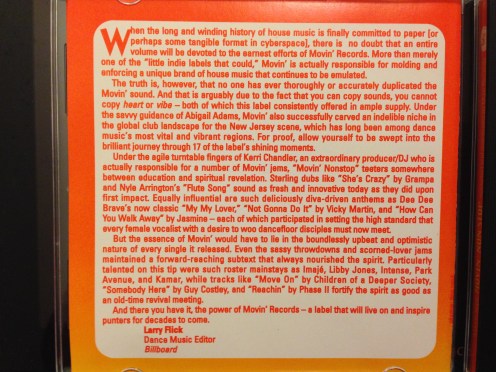 When the long and winding history of house music is finally committed to paper [or
perhaps some tangible format in cyberspace], there is no doubt that an entire
volume will be devoted to the earnest efforts of Movin' Records. More than merely
one of the "little indie labels that could," Movin' is actually responsible for molding and
enforcing a unique brand of house music that continues to be emulated.
The truth is, however, that no one has ever thoroughly or accurately duplicated the
Movin' sound. And that is arguably due to the fact that you can copy sounds, you cannot
copy heart or vibe – both of which this label consistently offered in ample supply. Under
the savvy guidance of Abigail Adams, Movin' also successfully carved an indelible niche in
the global club landscape for the New Jersey scene, which has long been among dance
music's most vital and vibrant regions. For proof, allow yourself to be swept into the
brilliant journey through 17 of the label's shining moments.
Under the agile turntable fingers of Kerri Chandler, an extraordinary producer/DJ who is
actually responsible for a number of Movin' jams, "Movin' Nonstop" teeters somewhere
between education and spiritual revelation. Sterling dubs like "She's Crazy" by Grampa
and Nyle Arrington's "Flute Song" sound as fresh and innovative today as they did upon
first impact. Equally influential are such deliciously diva-driven anthems as Dee Dee
Brave's now classic "My My Lover," "Not Gonna Do It" by Vicky Martin, and "How Can
You Walk Away" by Jasmine – each of which participated in setting the high standard that
every female vocalist with a desire to woo dancefloor disciples must now meet.
But the essence of Movin' would have to lie in the boundlessly upbeat and optimistic
nature of every single it released. Even the sassy throwdowns and scorned-lover jams
maintained a forward-reaching subtext that always nourished the spirit. Particularly
talented on this tip were such roster mainstays as Imajé, Libby Jones, Intense, Park
Avenue, and Kamar, while tracks like "Move On" by Children of a Deeper Society,
"Somebody Here" by Guy Costley, and "Reachin" by Phase II fortify the spirit as good as
an old-time revival meeting.
And there you have it, the power of Movin' Records – a label that will live on and inspire
punters for decades to come.
Larry Flick
Dance Music Editor
Billboard